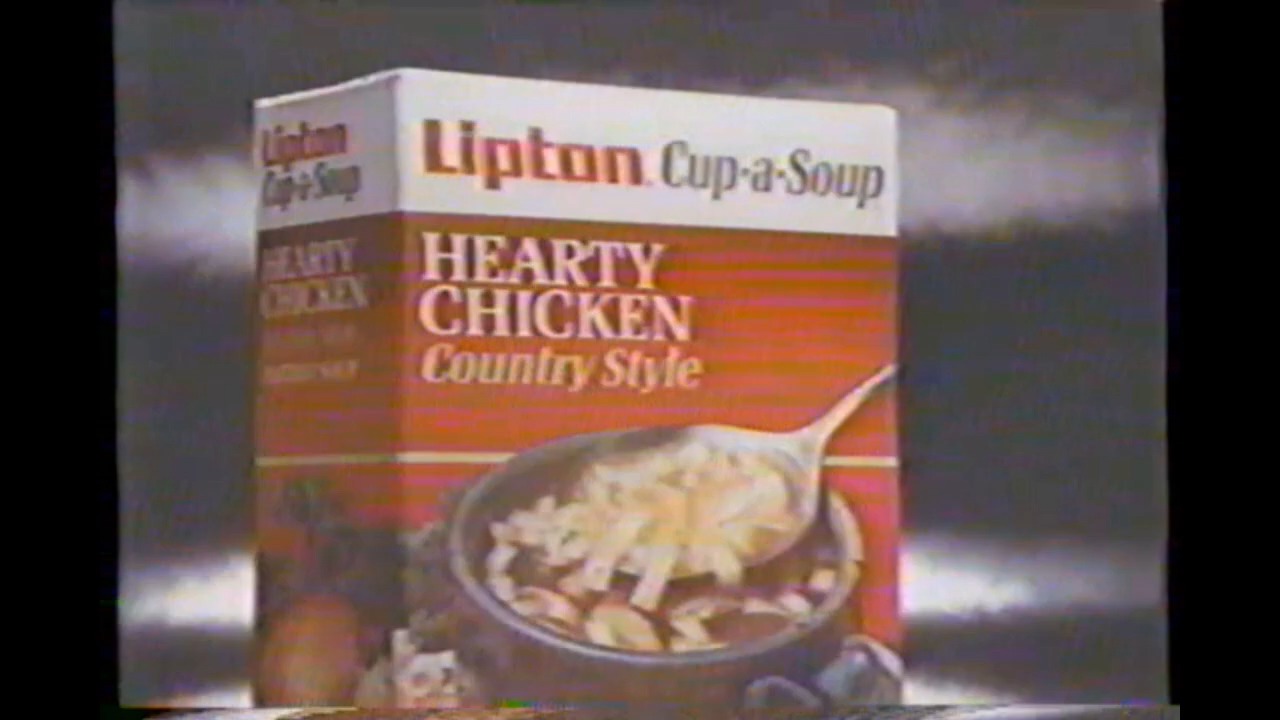 Lipton Cup·a·Soup
HEARTY
CHICKEN
Country Style
Lipton
Cup·a·Soup
HEARTY
CHICKEN